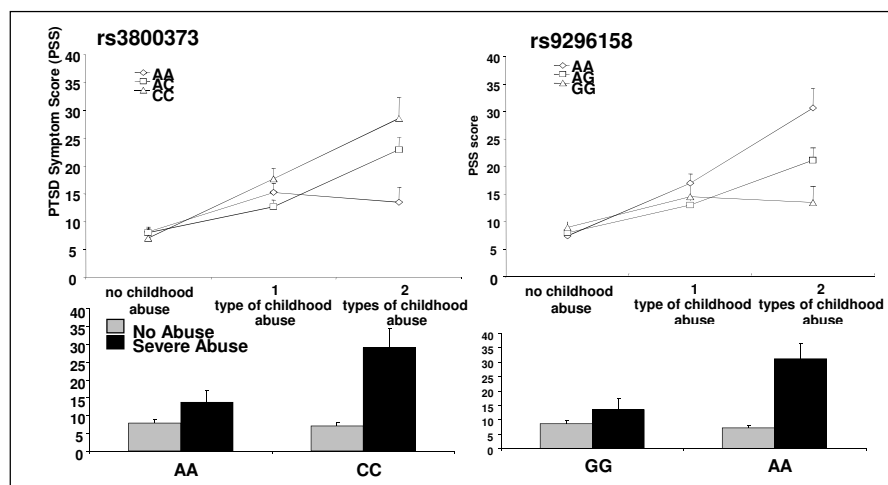 rs3800373
PTSD Symptom Score (PSS)
40
35
30
25
20
15
10
5
0
AA
AC
CC
no childhood
abuse
1
type of childhood
abuse
2
types of childhood
abuse
rs9296158
PSS score
40
35
30
25
20
15
10
5
0
AA
AG
GG
no childhood
abuse
1
type of childhood
abuse
2
types of childhood
abuse
40
35
30
25
20
15
10
5
0
No Abuse
Severe Abuse
AA
CC
40
35
30
25
20
15
10
5
0
GG
AA